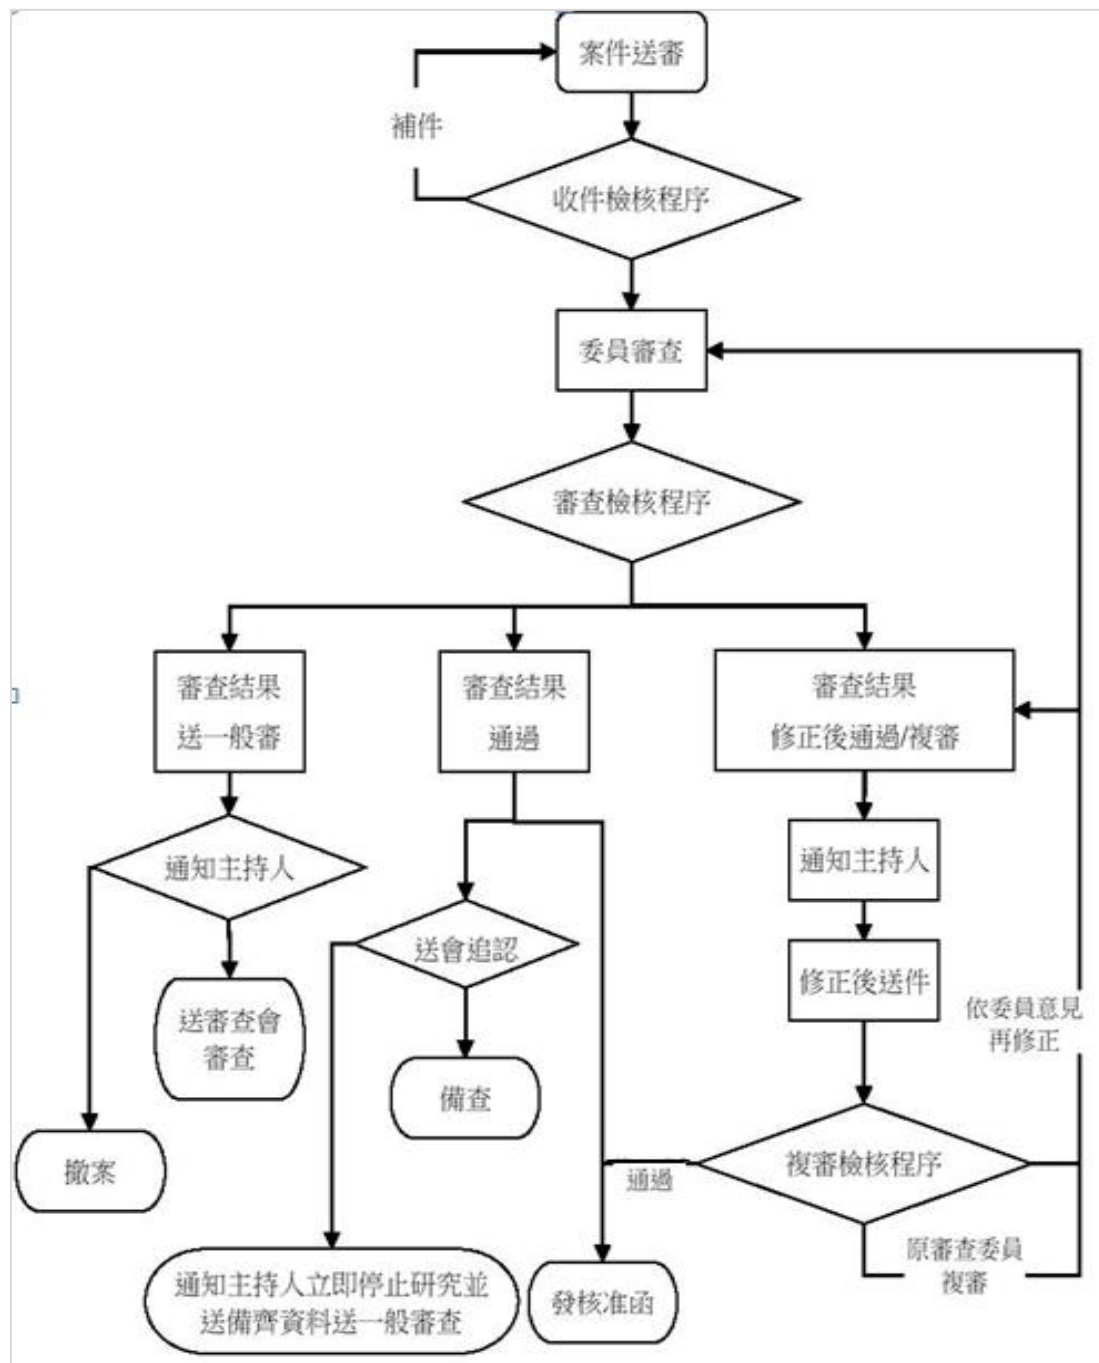 案件送審
補件
收件檢核程序
委員審查
審查檢核程序
審查結果
送一般審
審查結果
通過
審查結果
修正後通過/複審
通知主持人
送會追認
通知主持人
修正後送件
送審查會
審查
備查
依委員意見
再修正
撤案
通過
複審檢核程序
原審查委員
複審
通知主持人立即停止研究並
送備齊資料送一般審查
發核准函